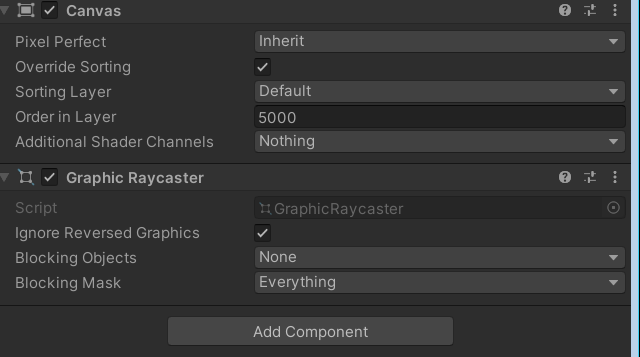 Canvas
Pixel Perfect Inherit
Override Sorting
Sorting Layer Default
Order in Layer 5000
Additional Shader Channels Nothing
Graphic Raycaster
Script GraphicRaycaster
Ignore Reversed Graphics
Blocking Objects None
Blocking Mask Everything
Add Component